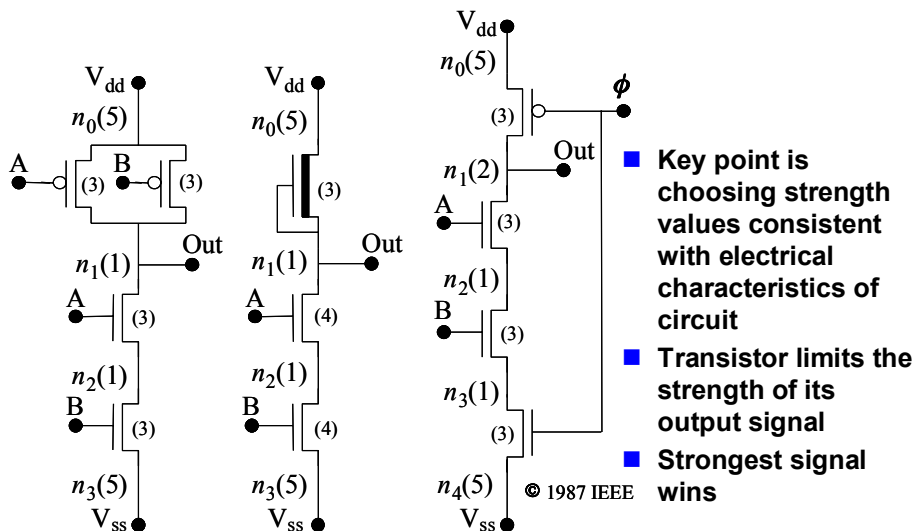 V_dd
n_0(5)
A
B
(3)
(3)
n_1(1)
Out
A
(3)
n_2(1)
B
(3)
n_3(5)
V_ss
V_dd
n_0(5)
(3)
n_1(1)
Out
A
(4)
n_2(1)
B
(4)
n_3(5)
V_ss
V_dd
n_0(5)
ϕ
(3)
n_1(2)
Out
A
(3)
n_2(1)
B
(3)
n_3(1)
(3)
n_4(5)
V_ss
© 1987 IEEE
Key point is
choosing strength
values consistent
with electrical
characteristics of
circuit
Transistor limits the
strength of its
output signal
Strongest signal
wins